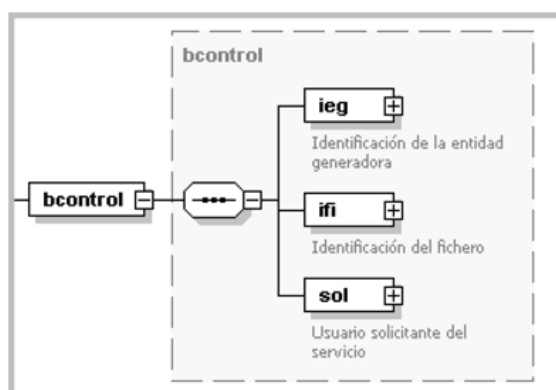 bcontrol
ieg
Identificación de la entidad
generadora
bcontrol
ifi
Identificación del fichero
sol
Usuario solicitante del
servicio